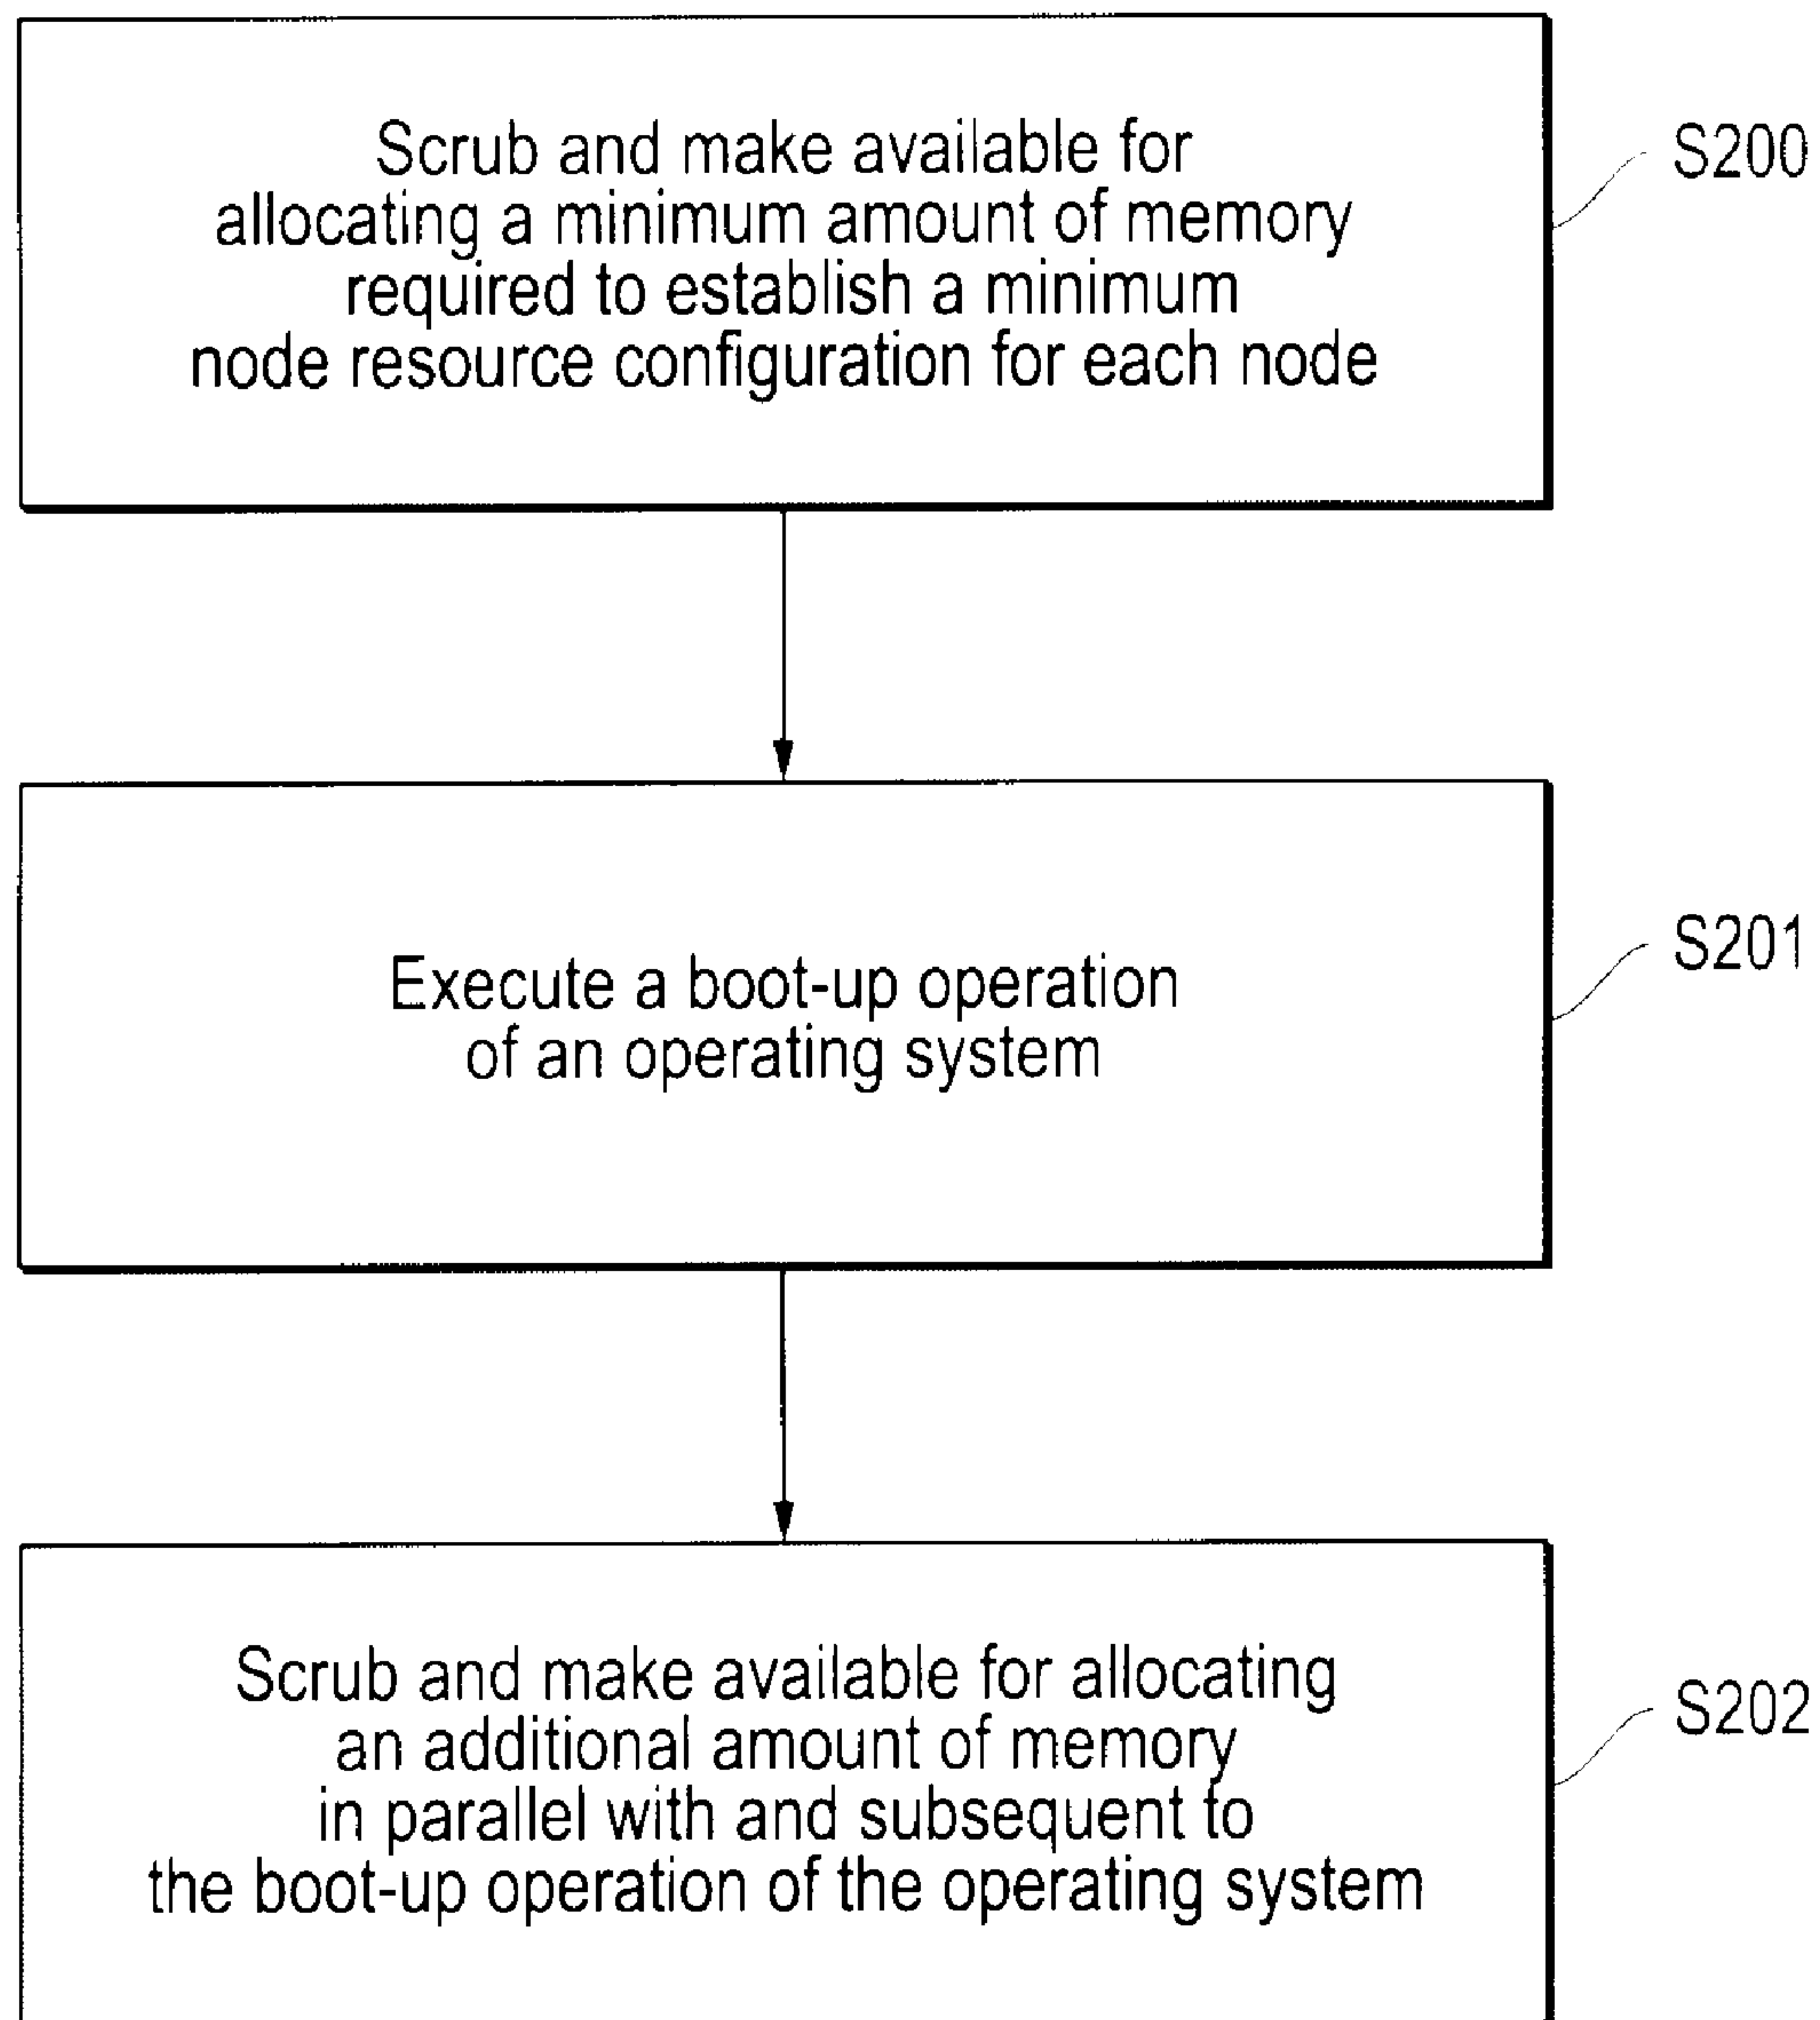 Scrub and make available for
allocating a minimum amount of memory
required to establish a minimum
node resource configuration for each node
S200
Execute a boot-up operation
of an operating system
S201
Scrub and make available for allocating
an additional amount of memory
in parallel with and subsequent to
the boot-up operation of the operating system
S202